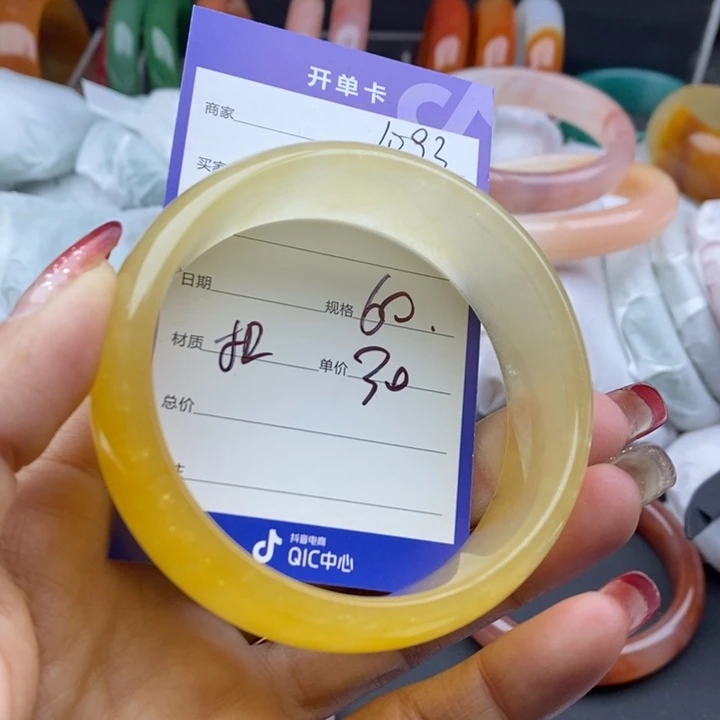 开单卡
商家 1593
买家
日期 规格 60.
材质 单价 30
总价
抖音电商
QIC中心